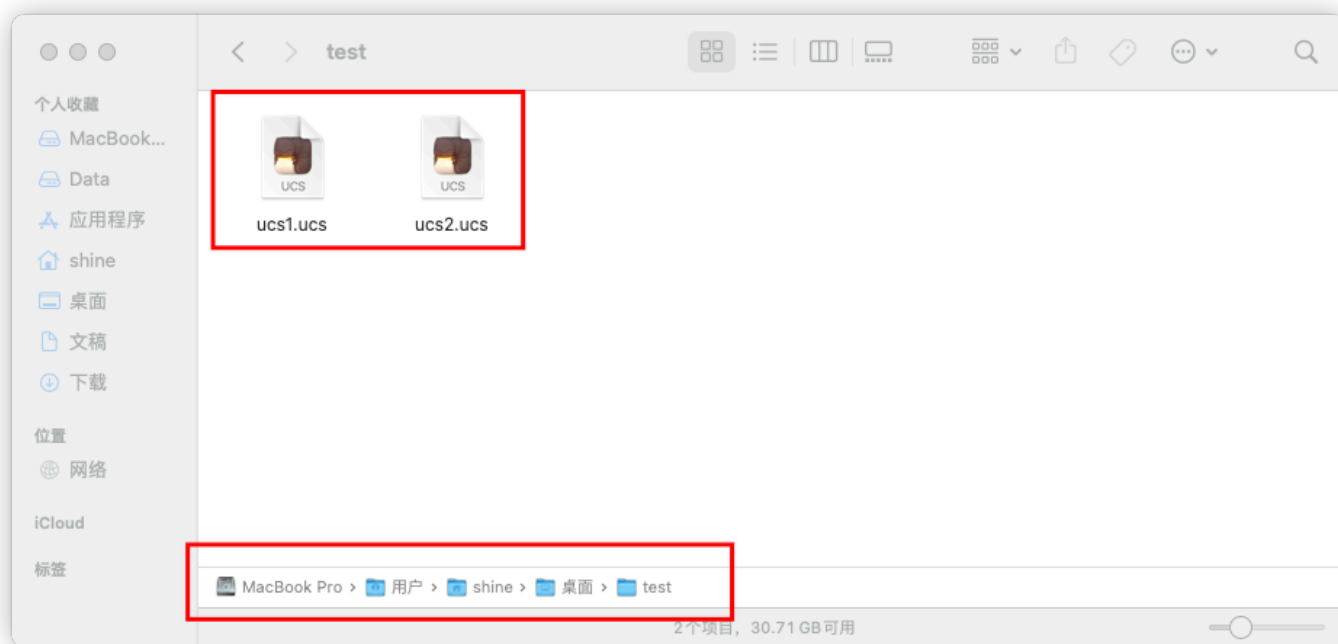 test
个人收藏
MacBook...
Data
应用程序
shine
桌面
文稿
下载
位置
网络
iCloud
标签
UCS UCS
ucs1.ucs ucs2.ucs
MacBook Pro › 用户 › shine › 桌面 › test
2个项目, 30.71 GB可用